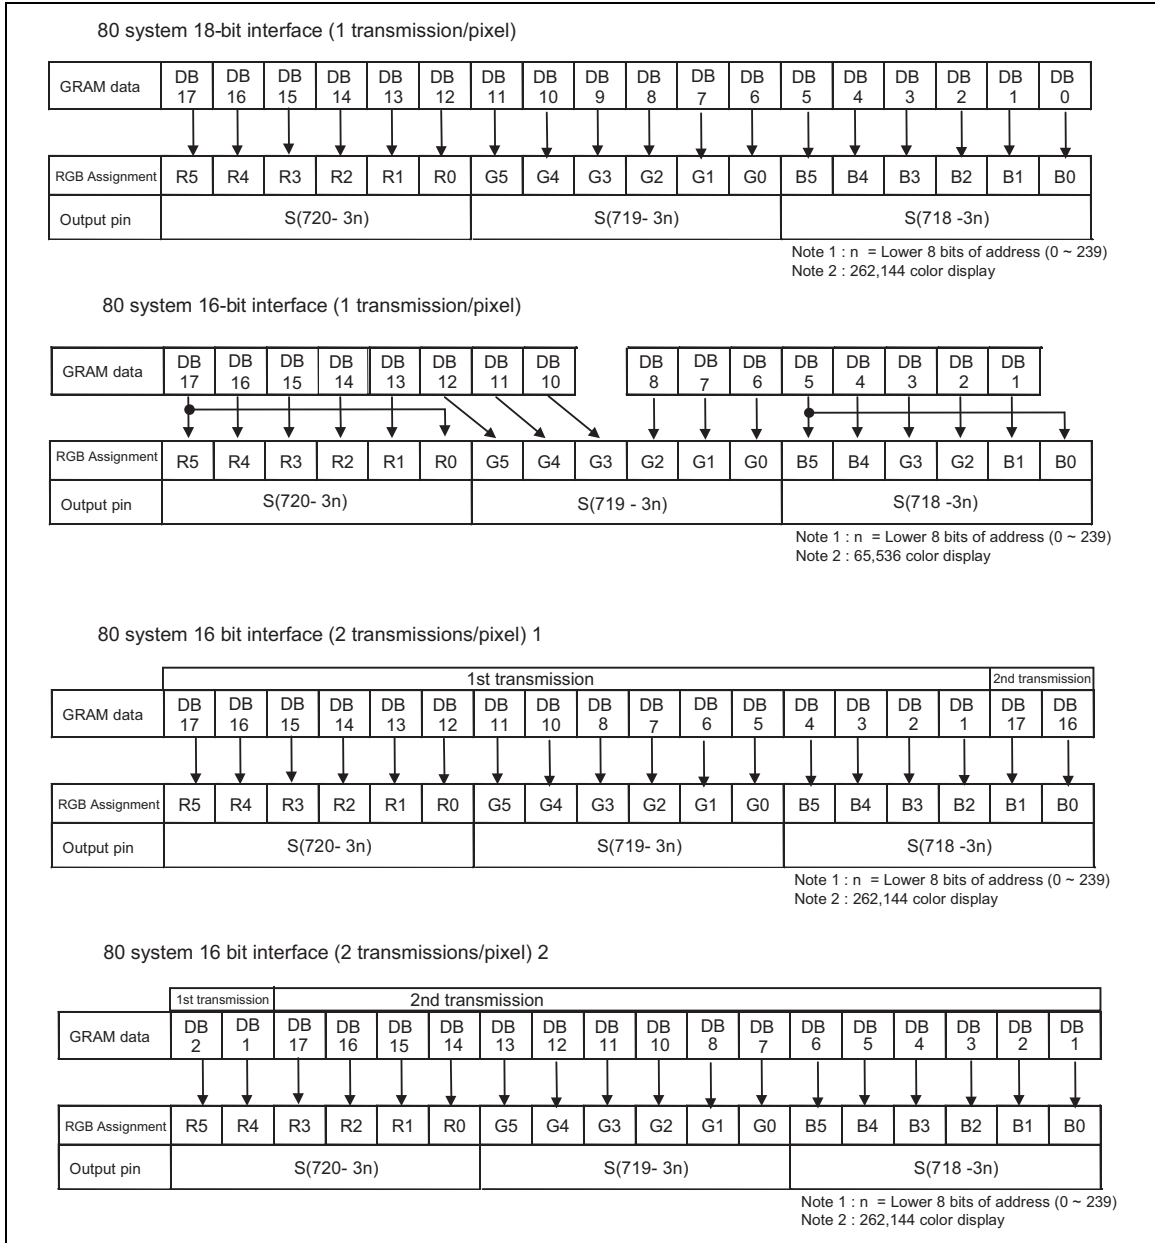 80 system 18-bit interface (1 transmission/pixel)
GRAM data DB 17 DB 16 DB 15 DB 14 DB 13 DB 12 DB 11 DB 10 DB 9 DB 8 DB 7 DB 6 DB 5 DB 4 DB 3 DB 2 DB 1 DB 0
RGB Assignment R5 R4 R3 R2 R1 R0 G5 G4 G3 G2 G1 G0 B5 B4 B3 B2 B1 B0
Output pin S(720- 3n) S(719- 3n) S(718 -3n)
Note 1 : n = Lower 8 bits of address (0 ~ 239)
Note 2 : 262,144 color display
80 system 16-bit interface (1 transmission/pixel)
GRAM data DB 17 DB 16 DB 15 DB 14 DB 13 DB 12 DB 11 DB 10 DB 8 DB 7 DB 6 DB 5 DB 4 DB 3 DB 2 DB 1
RGB Assignment R5 R4 R3 R2 R1 R0 G5 G4 G3 G2 G1 G0 B5 B4 G3 G2 B1 B0
Output pin S(720- 3n) S(719 - 3n) S(718 -3n)
Note 1 : n = Lower 8 bits of address (0 ~ 239)
Note 2 : 65,536 color display
80 system 16 bit interface (2 transmissions/pixel) 1
1st transmission 2nd transmission
GRAM data DB 17 DB 16 DB 15 DB 14 DB 13 DB 12 DB 11 DB 10 DB 8 DB 7 DB 6 DB 5 DB 4 DB 3 DB 2 DB 1 DB 17 DB 16
RGB Assignment R5 R4 R3 R2 R1 R0 G5 G4 G3 G2 G1 G0 B5 B4 B3 B2 B1 B0
Output pin S(720- 3n) S(719- 3n) S(718 -3n)
Note 1 : n = Lower 8 bits of address (0 ~ 239)
Note 2 : 262,144 color display
80 system 16 bit interface (2 transmissions/pixel) 2
1st transmission 2nd transmission
GRAM data DB 2 DB 1 DB 17 DB 16 DB 15 DB 14 DB 13 DB 12 DB 11 DB 10 DB 8 DB 7 DB 6 DB 5 DB 4 DB 3 DB 2 DB 1
RGB Assignment R5 R4 R3 R2 R1 R0 G5 G4 G3 G2 G1 G0 B5 B4 B3 B2 B1 B0
Output pin S(720- 3n) S(719- 3n) S(718 -3n)
Note 1 : n = Lower 8 bits of address (0 ~ 239)
Note 2 : 262,144 color display